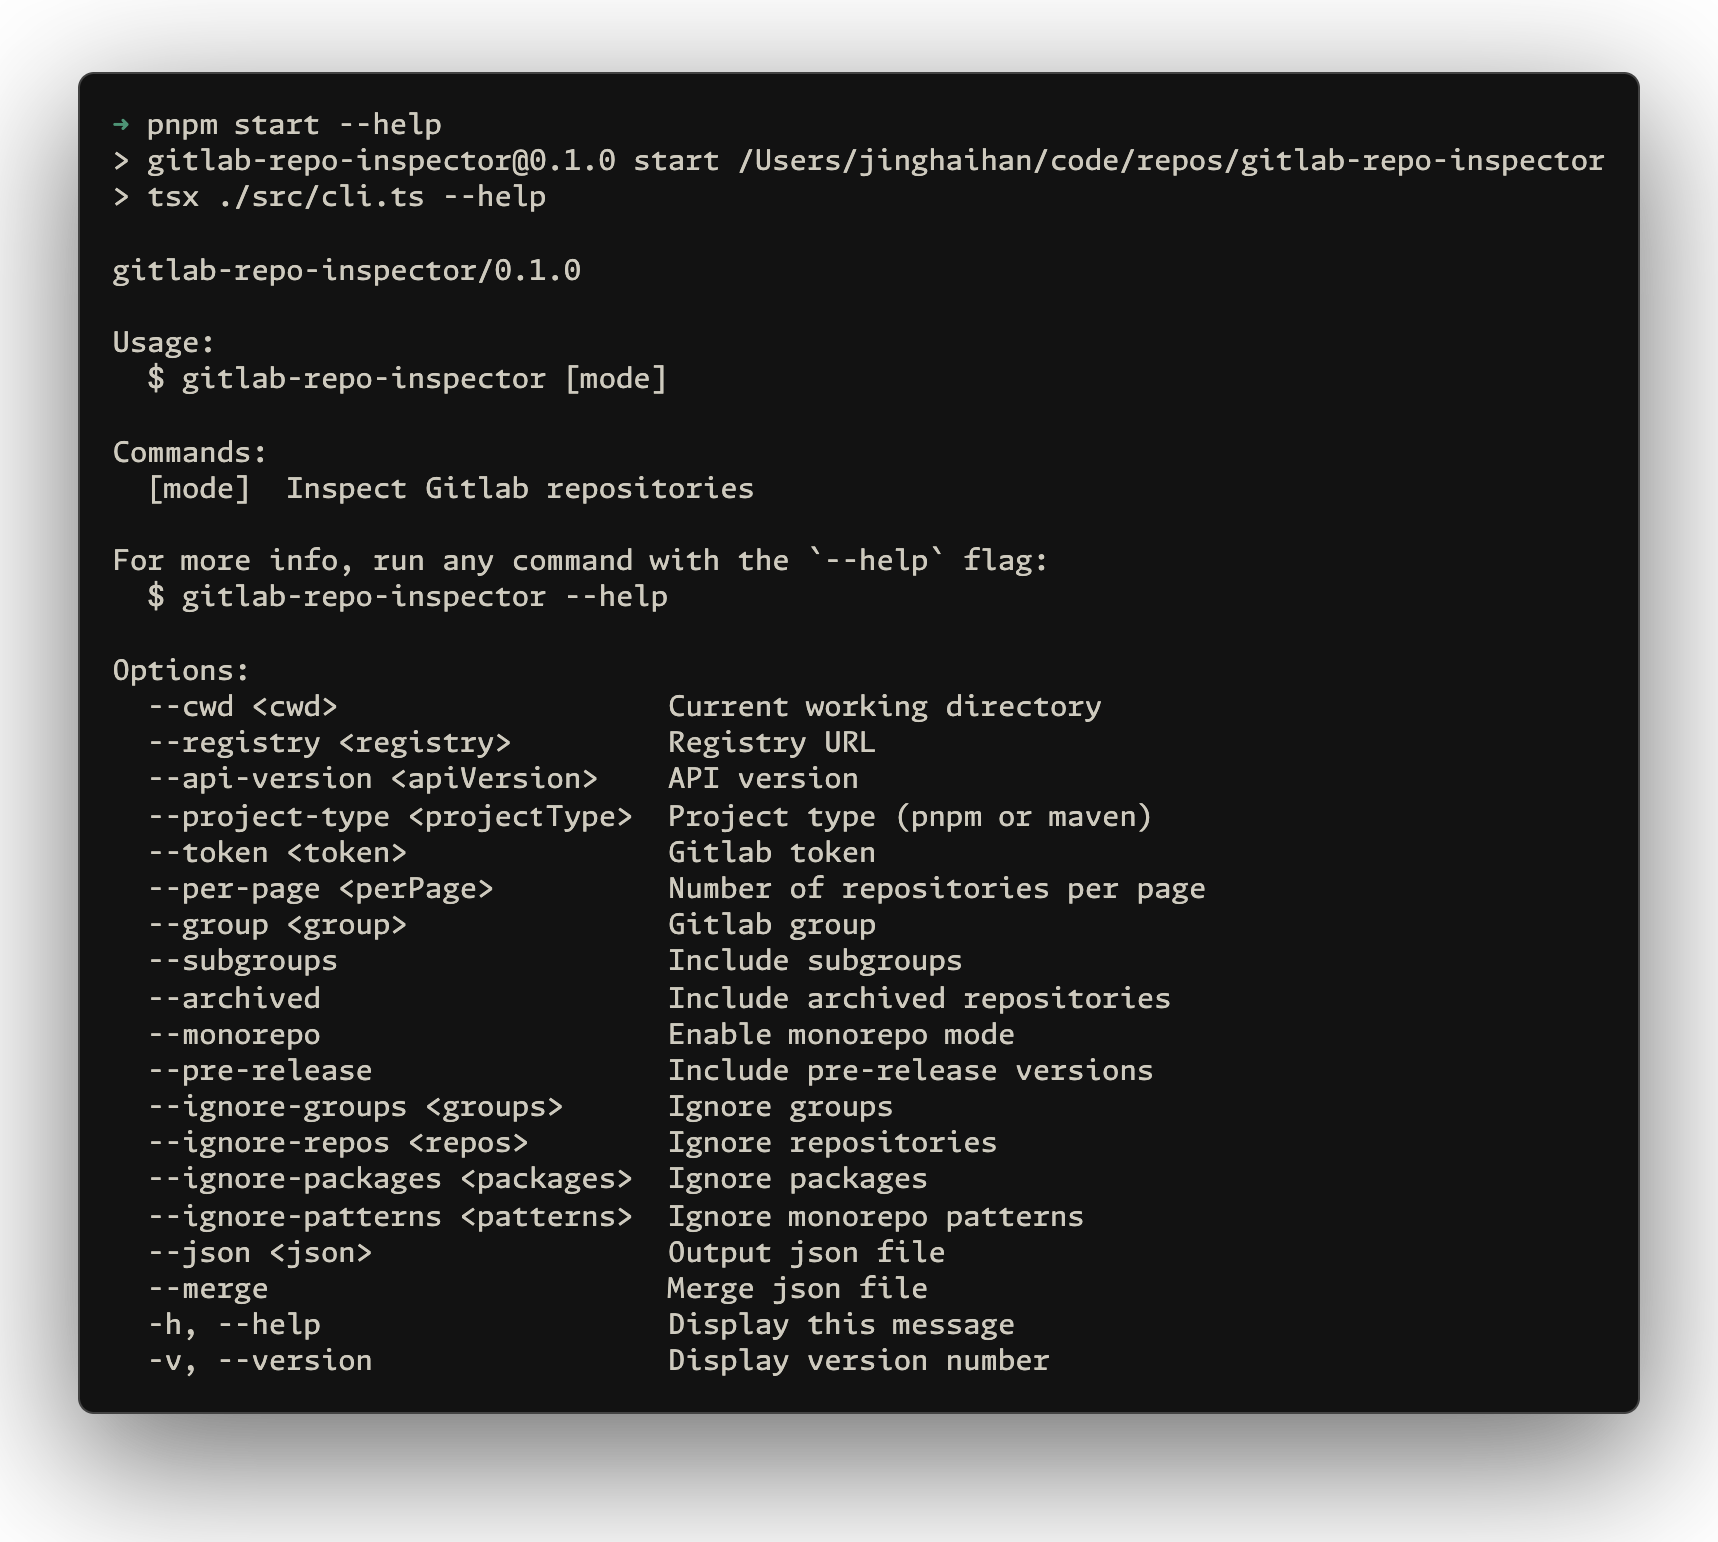 ➜ pnpm start --help
> gitlab-repo-inspector@0.1.0 start /Users/jinghaihan/code/repos/gitlab-repo-inspector
> tsx ./src/cli.ts --help
gitlab-repo-inspector/0.1.0
Usage:
  $ gitlab-repo-inspector [mode]
Commands:
  [mode]  Inspect Gitlab repositories
For more info, run any command with the `--help` flag:
  $ gitlab-repo-inspector --help
Options:
  --cwd <cwd>                   Current working directory
  --registry <registry>         Registry URL
  --api-version <apiVersion>    API version
  --project-type <projectType>  Project type (pnpm or maven)
  --token <token>               Gitlab token
  --per-page <perPage>          Number of repositories per page
  --group <group>               Gitlab group
  --subgroups                   Include subgroups
  --archived                    Include archived repositories
  --monorepo                    Enable monorepo mode
  --pre-release                 Include pre-release versions
  --ignore-groups <groups>      Ignore groups
  --ignore-repos <repos>        Ignore repositories
  --ignore-packages <packages>  Ignore packages
  --ignore-patterns <patterns>  Ignore monorepo patterns
  --json <json>                 Output json file
  --merge                       Merge json file
  -h, --help                    Display this message
  -v, --version                 Display version number